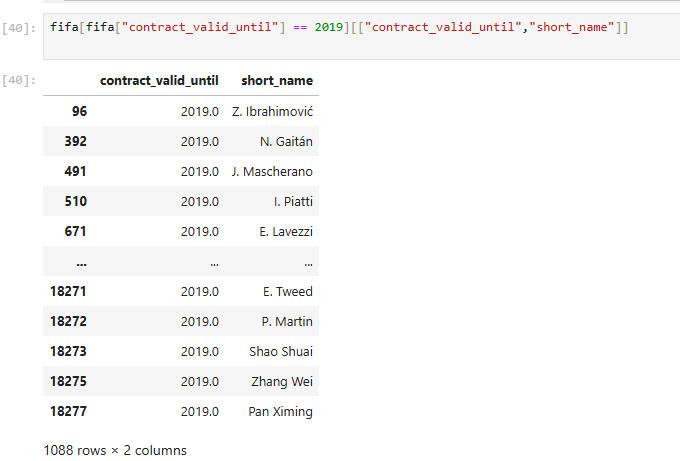 [40]: fifa[fifa["contract_valid_until"] == 2019][["contract_valid_until","short_name"]]
[40]:
contract_valid_until short_name
96 2019.0 Z. Ibrahimović
392 2019.0 N. Gaitán
491 2019.0 J. Mascherano
510 2019.0 I. Piatti
671 2019.0 E. Lavezzi
... ... ...
18271 2019.0 E. Tweed
18272 2019.0 P. Martin
18273 2019.0 Shao Shuai
18275 2019.0 Zhang Wei
18277 2019.0 Pan Ximing
1088 rows × 2 columns